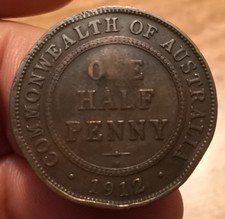 COMMONWEALTH OF AUSTRALIA
ONE
HALF
PENNY
· 1912 ·